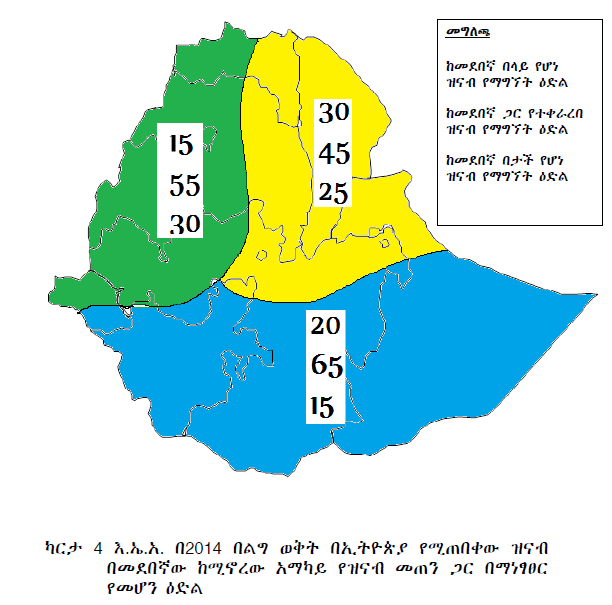 መግለጫ
ከመደበኛ በላይ የሆነ
ዝናብ የማግኘት ዕድል
ከመደበኛ ጋር የተቀራረበ
ዝናብ የማግኘት ዕድል
ከመደበኛ በታች የሆነ
ዝናብ የማግኘት ዕድል
15
55
30
30
45
25
20
65
15
ካርታ 4 እ.ኤ.አ. በ2014 በልግ ወቅት በኢትዮጵያ የሚጠበቀው ዝናብ
በመደበኛው ከሚኖረው አማካይ የዝናብ መጠን ጋር በማነፃፀር
የመሆን ዕድል